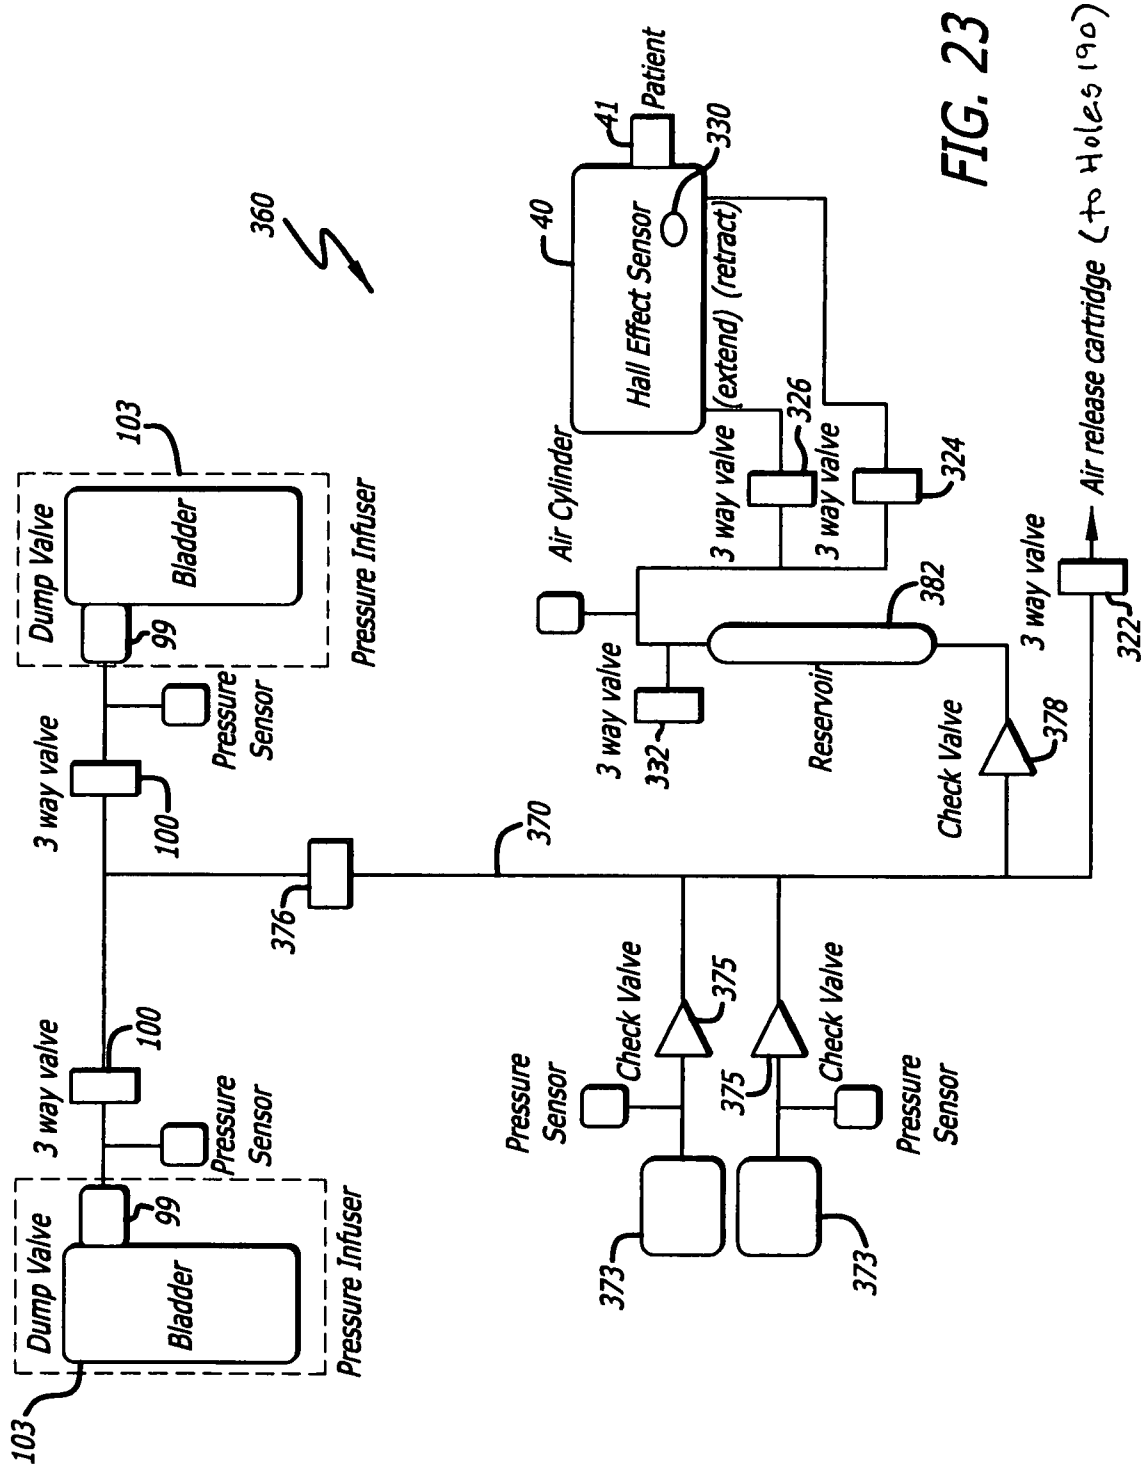 103
Dump Valve
Bladder
99
Pressure Infuser
3 way valve
100
Pressure
Sensor
376
370
3 way valve
100
Pressure
Sensor
Dump Valve
Bladder
99
103
Pressure Infuser
360
373
373
Pressure
Sensor
Check Valve
375
375
Check Valve
Pressure
Sensor
Check Valve
378
3 way valve
332
Reservoir
382
Air Cylinder
3 way valve
326
3 way valve
324
40
Hall Effect Sensor
330
(extend) (retract)
41
Patient
3 way valve
322
Air release cartridge (to Holes 190)
FIG. 23